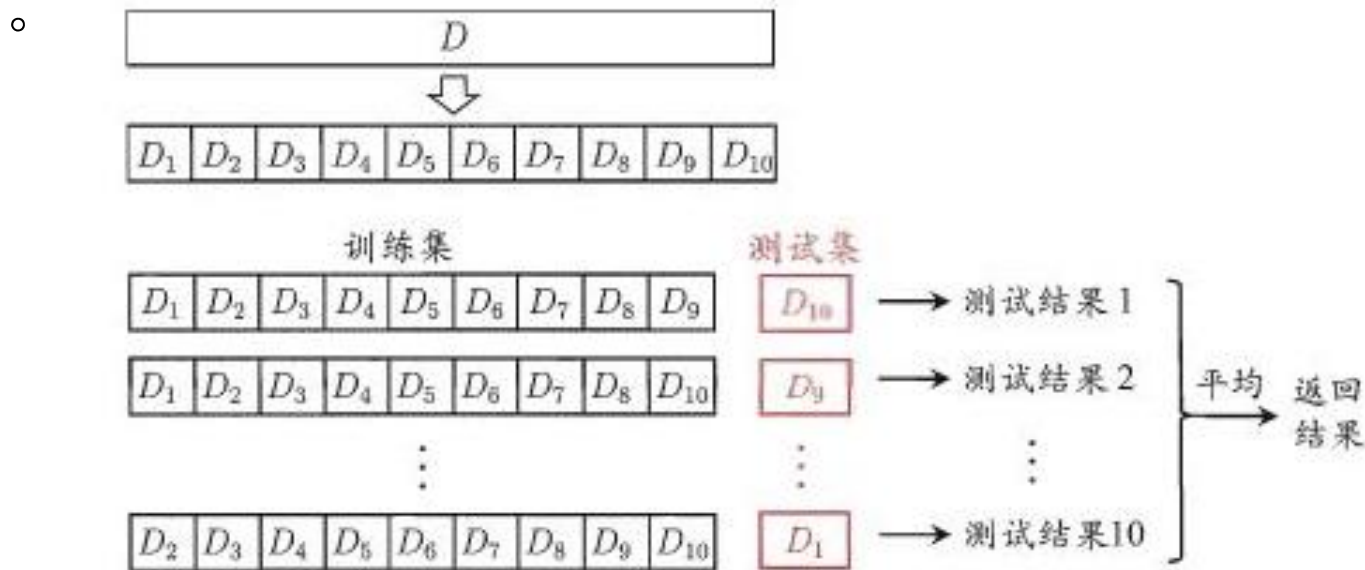 D
D₁ D₂ D₃ D₄ D₅ D₆ D₇ D₈ D₉ D₁₀
训练集 测试集
D₁ D₂ D₃ D₄ D₅ D₆ D₇ D₈ D₉ D₁₀ 测试结果1
D₁ D₂ D₃ D₄ D₅ D₆ D₇ D₈ D₁₀ D₉ 测试结果2
平均 返回
结果
D₂ D₃ D₄ D₅ D₆ D₇ D₈ D₉ D₁₀ D₁ 测试结果10